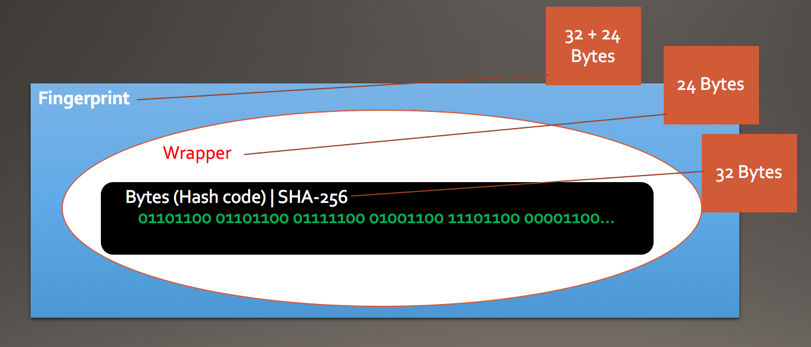 32 + 24
Bytes
Fingerprint
24 Bytes
Wrapper
32 Bytes
Bytes (Hash code) | SHA-256
01101100 01101100 01111100 01001100 11101100 00001100...